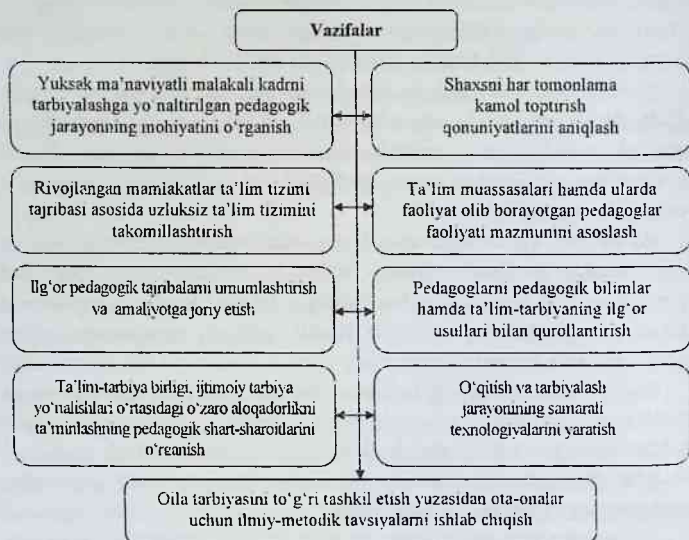 Vazifalar
Yuksak ma'naviyatli malakali kadrni
tarbiyalashga yo'naltirilgan pedagogik
jarayonning mohiyatini o'rganish
Shaxsni har tomonlama
kamol toptirish
qonuniyatlarini aniqlash
Rivojlangan mamlakatlar ta'lim tizimi
tajribasi asosida uzluksiz ta'lim tizimini
takomillashtirish
Ta'lim muassasalari hamda ularda
faoliyat olib borayotgan pedagoglar
faoliyati mazmunini asoslash
Ilg'or pedagogik tajribalarni umumlashtirish
va amaliyotga joriy etish
Pedagoglarni pedagogik bilimlar
hamda ta'lim-tarbiyaning ilg'or
usullari bilan qurollantirish
Ta'lim-tarbiya birligi, ijtimoiy tarbiya
yo'nalishlari o'rtasidagi o'zaro aloqadorlikni
ta'minlashning pedagogik shart-sharoitlarini
o'rganish
O'qitish va tarbiyalash
jarayonining samarali
texnologiyalarini yaratish
Oila tarbiyasini to'g'ri tashkil etish yuzasidan ota-onalar
uchun ilmiy-metodik tavsiyalarni ishlab chiqish